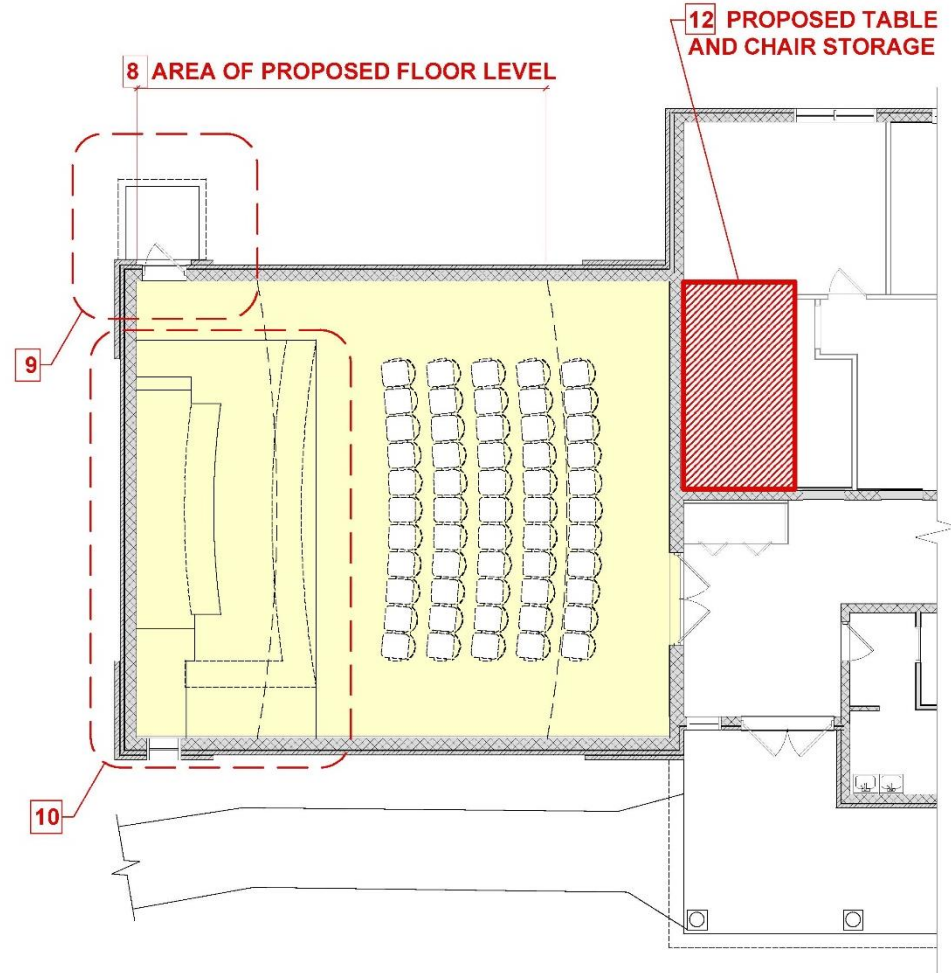 12 PROPOSED TABLE
AND CHAIR STORAGE
8 AREA OF PROPOSED FLOOR LEVEL
9
10